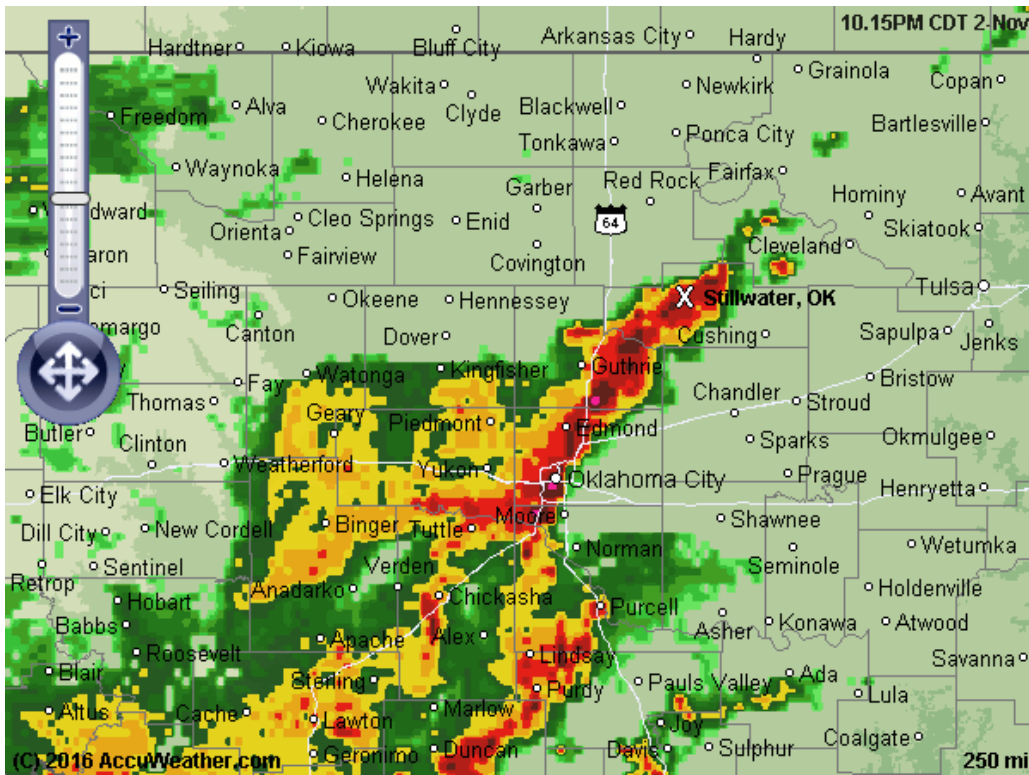 10.15PM CDT 2-Nov
Hardtner
Kiowa
Bluff City
Arkansas City
Hardy
Wakita
Clyde
Blackwell
Newkirk
Grainola
Copan
Freedom
Alva
Cherokee
Tonkawa
Ponca City
Bartlesville
Waynoka
Helena
Garber
Red Rock
Fairfax
Hominy
Avant
Cleo Springs
Orienta
Enid
64
Skiatook
Fairview
Covington
Cleveland
Seiling
Okeene
Hennessey
X Stillwater, OK
Tulsa
Canton
Dover
Cushing
Sapulpa
Jenks
Fay
Watonga
Kingfisher
Guthrie
Bristow
Thomas
Geary
Piedmont
Edmond
Chandler
Stroud
Butler
Clinton
Weatherford
Yukon
Oklahoma City
Sparks
Okmulgee
Prague
Henryetta
Elk City
Dill City
New Cordell
Binger
Tuttle
Moore
Shawnee
Wetumka
Retrop
Sentinel
Verden
Norman
Seminole
Hobart
Anadarko
Chickasha
Purcell
Holdenville
Babbs
Apache
Alex
Asher
Konawa
Atwood
Roosevelt
Lindsay
Savanna
Blair
Sterling
Purdy
Pauls Valley
Ada
Lula
Altus
Cache
Lawton
Marlow
Joy
Geronimo
Duncan
Davis
Sulphur
Coalgate
(C) 2016 AccuWeather.com
250 mi